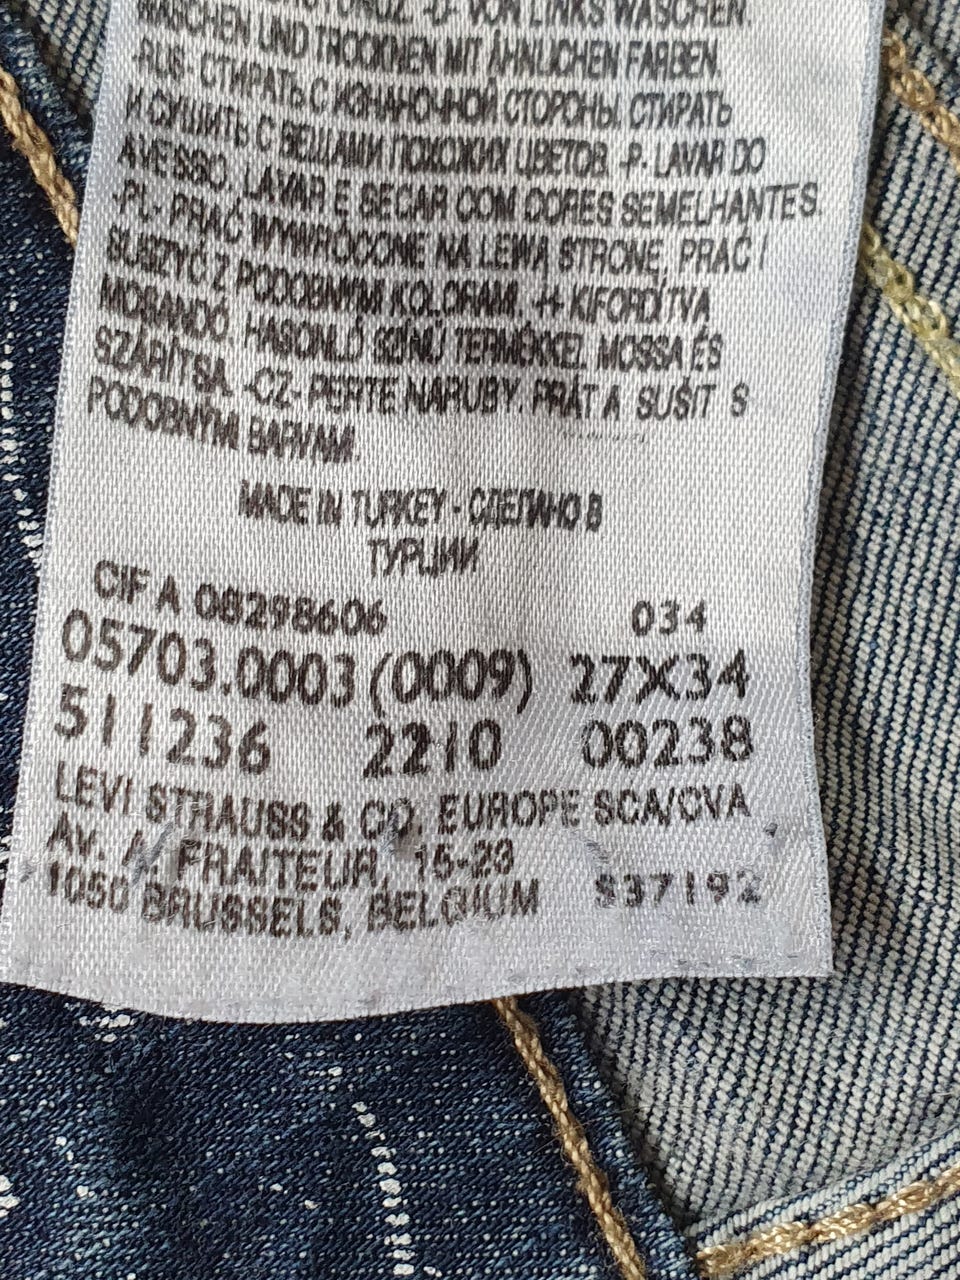 VON LINKS WASCHEN.
WASCHEN UND TROCKNEN MIT ÄHNLICHEN FARBEN.
RUS- СТИРАТЬ С ИЗНАНОЧНОЙ СТОРОНЫ. СТИРАТЬ
И СУШИТЬ С ВЕЩАМИ ПОХОЖИХ ЦВЕТОВ. -P- LAVAR DO
AVESSO. LAVAR E SECAR COM CORES SEMELHANTES.
-PL- PRAĆ WYWRÓCONE NA LEWĄ STRONĘ, PRAĆ I
SUSZYĆ Z PODOBNYMI KOLORAMI. -H- KIFORDÍTVA
MOSANDÓ. HASONLÓ SZÍNŰ TERMÉKKEL MOSSA ÉS
SZÁRÍTSA. -CZ- PERTE NARUBY. PRÁT A SUŠIT S
PODOBNÝMI BARVAMI.
MADE IN TURKEY - СДЕЛАНО В
ТУРЦИИ
CIF A 08298606 034
05703.0003 (0009) 27X34
511236 2210 00238
LEVI STRAUSS & CO. EUROPE SCA/CVA
AV. A. FRAITEUR, 15-23
1050 BRUSSELS, BELGIUM S37192